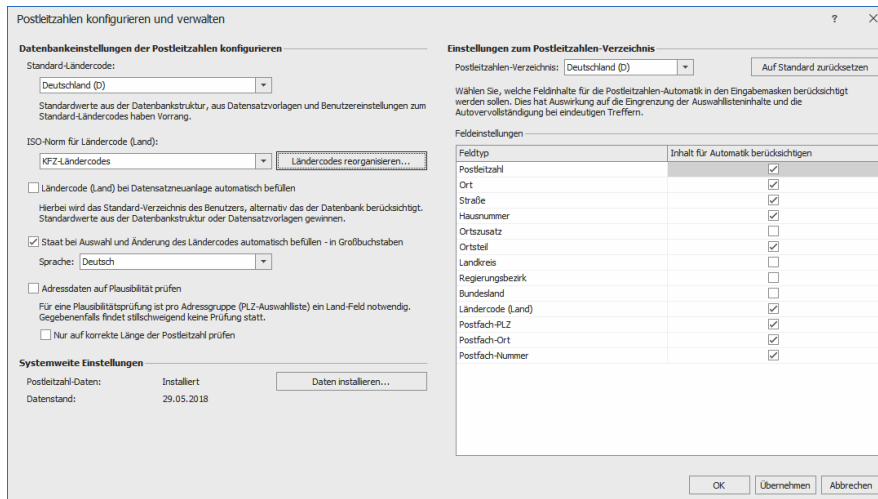 Postleitzahlen konfigurieren und verwalten
?
Datenbankeinstellungen der Postleitzahlen konfigurieren
Standard-Ländercode:
Deutschland (D)
Standardwerte aus der Datenbankstruktur, aus Datensatzvorlagen und Benutzereinstellungen zum
Standard-Ländercodes haben Vorrang.
ISO-Norm für Ländercode (Land):
KFZ-Ländercodes
Ländercodes reorganisieren...
Ländercode (Land) bei Datensatzneuanlage automatisch befüllen
Hierbei wird das Standard-Verzeichnis des Benutzers, alternativ das der Datenbank berücksichtigt.
Standardwerte aus der Datenbankstruktur oder Datensatzvorlagen gewinnen.
Staat bei Auswahl und Änderung des Ländercodes automatisch befüllen - in Großbuchstaben
Sprache: Deutsch
Adressdaten auf Plausibilität prüfen
Für eine Plausibilitätsprüfung ist pro Adressgruppe (PLZ-Auswahlliste) ein Land-Feld notwendig.
Gegebenenfalls findet stillschweigend keine Prüfung statt.
Nur auf korrekte Länge der Postleitzahl prüfen
Systemweite Einstellungen
Postleitzahl-Daten: Installiert
Daten installieren...
Datenstand: 29.05.2018
Einstellungen zum Postleitzahlen-Verzeichnis
Postleitzahlen-Verzeichnis: Deutschland (D)
Auf Standard zurücksetzen
Wählen Sie, welche Feldinhalte für die Postleitzahlen-Automatik in den Eingabemasken berücksichtigt
werden sollen. Dies hat Auswirkung auf die Eingrenzung der Auswahllisteninhalte und die
Autovervollständigung bei eindeutigen Treffern.
Feldeinstellungen
Feldtyp Inhalt für Automatik berücksichtigen
Postleitzahl
Ort
Straße
Hausnummer
Ortszusatz
Ortsteil
Landkreis
Regierungsbezirk
Bundesland
Ländercode (Land)
Postfach-PLZ
Postfach-Ort
Postfach-Nummer
OK
Übernehmen
Abbrechen